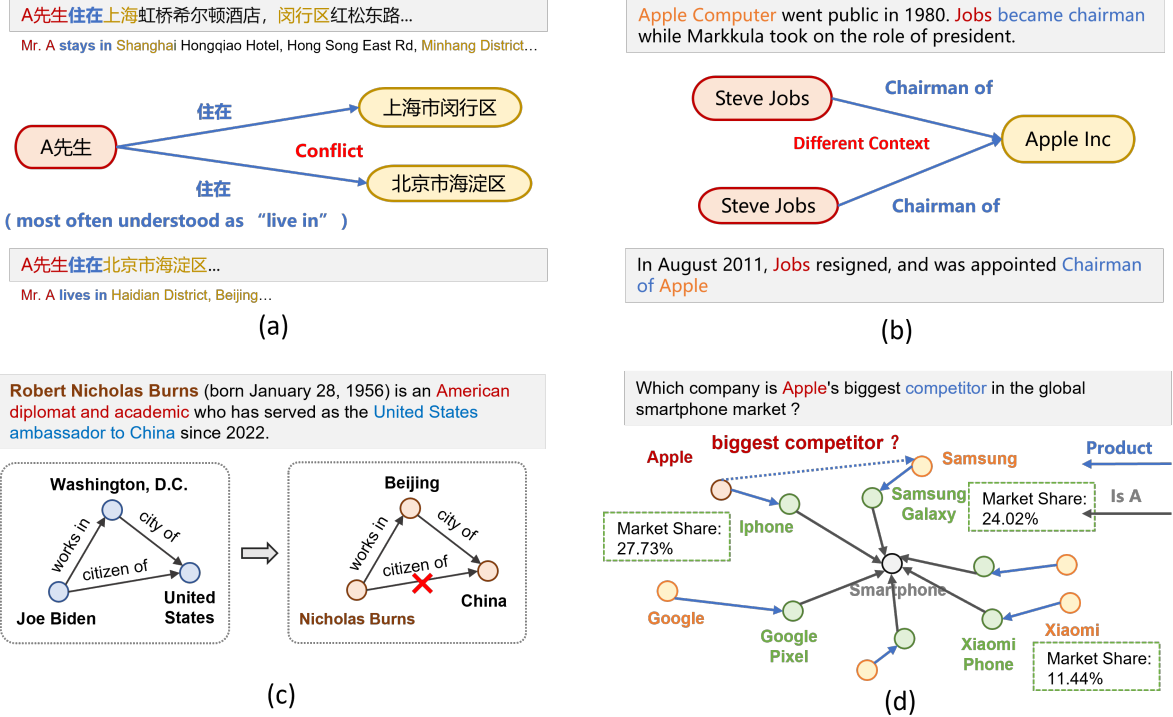 A先生住在上海虹桥希尔顿酒店，闵行区红松东路...
Mr. A stays in Shanghai Hongqiao Hotel, Hong Song East Rd, Minhang District…
住在
上海市闵行区
A先生
Conflict
北京市海淀区
住在
( most often understood as “live in” )
A先生住在北京市海淀区...
Mr. A lives in Haidian District, Beijing…
(a)
Apple Computer went public in 1980. Jobs became chairman
while Markkula took on the role of president.
Steve Jobs
Chairman of
Different Context
Apple Inc
Steve Jobs
Chairman of
In August 2011, Jobs resigned, and was appointed Chairman
of Apple
(b)
Robert Nicholas Burns (born January 28, 1956) is an American
diplomat and academic who has served as the United States
ambassador to China since 2022.
Washington, D.C.
works in
city of
citizen of
Joe Biden
United
States
Beijing
works in
city of
citizen of
Nicholas Burns
China
(c)
Which company is Apple's biggest competitor in the global
smartphone market ?
biggest competitor ?
Apple
Samsung
Product
Iphone
Samsung
Galaxy
Market Share:
24.02%
Is A
Market Share:
27.73%
Smartphone
Google
Google
Pixel
Xiaomi
Phone
Xiaomi
Market Share:
11.44%
(d)